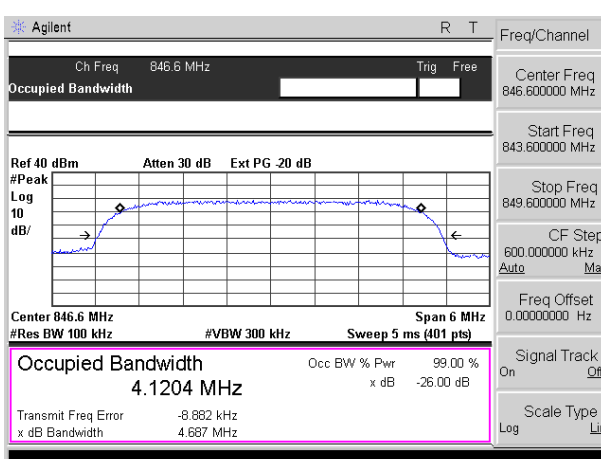 Agilent R T
Ch Freq 846.6 MHz Trig Free
Occupied Bandwidth
Ref 40 dBm Atten 30 dB Ext PG -20 dB
#Peak
Log
10
dB/
Center 846.6 MHz Span 6 MHz
#Res BW 100 kHz #VBW 300 kHz Sweep 5 ms (401 pts)
Occupied Bandwidth Occ BW % Pwr 99.00 %
4.1204 MHz x dB -26.00 dB
Transmit Freq Error -8.882 kHz
x dB Bandwidth 4.687 MHz
Freq/Channel
Center Freq
846.600000 MHz
Start Freq
843.600000 MHz
Stop Freq
849.600000 MHz
CF Step
600.000000 kHz
Auto Ma
Freq Offset
0.00000000 Hz
Signal Track
On Off
Scale Type
Log Li